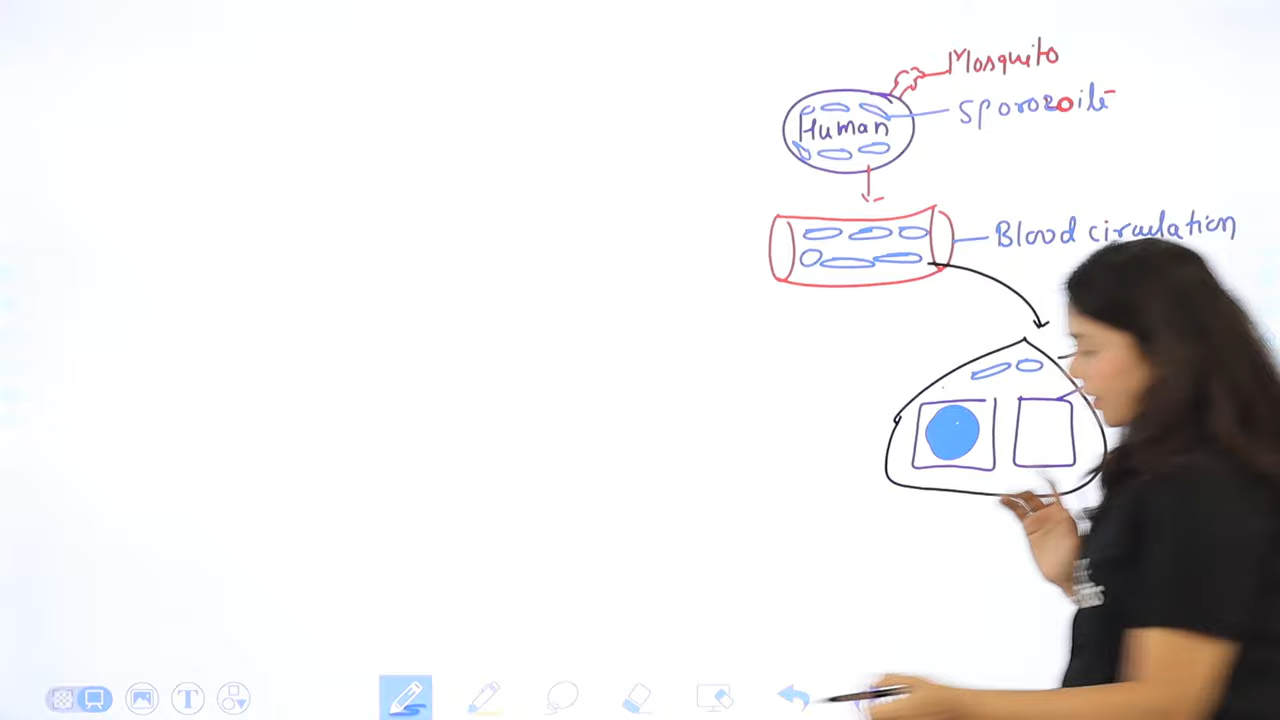 Mosquito
Sporozoite
Human
Blood circulation
T